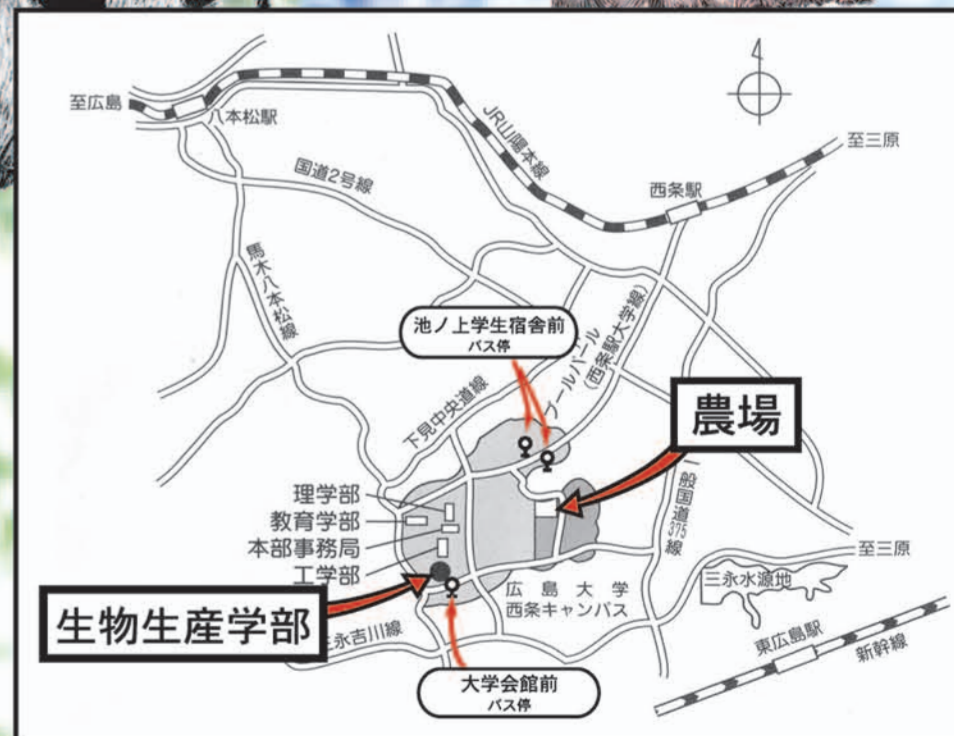 4
至広島
八本松駅
JR山陽本線
至三原
国道2号線
西条駅
馬木八本松線
池ノ上学生宿舎前
バス停
ブールバール
(西条駅大学線)
下見中央道線
農場
一般国道375線
理学部
教育学部
本部事務局
工学部
至三原
三永水源地
広島大学
西条キャンパス
生物生産学部
三永吉川線
東広島駅
新幹線
大学会館前
バス停